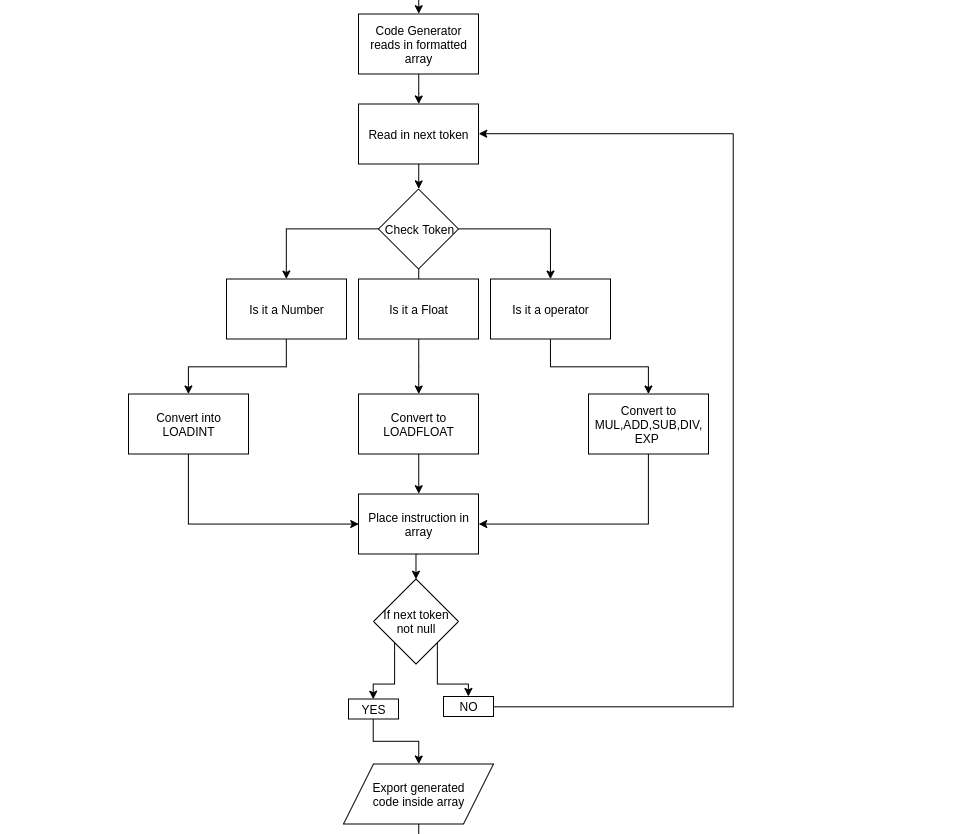 Code Generator
reads in formatted
array
Read in next token
Check Token
Is it a Number
Is it a Float
Is it a operator
Convert into
LOADINT
Convert to
LOADFLOAT
Convert to
MUL,ADD,SUB,DIV,
EXP
Place instruction in
array
If next token
not null
YES
NO
Export generated
code inside array